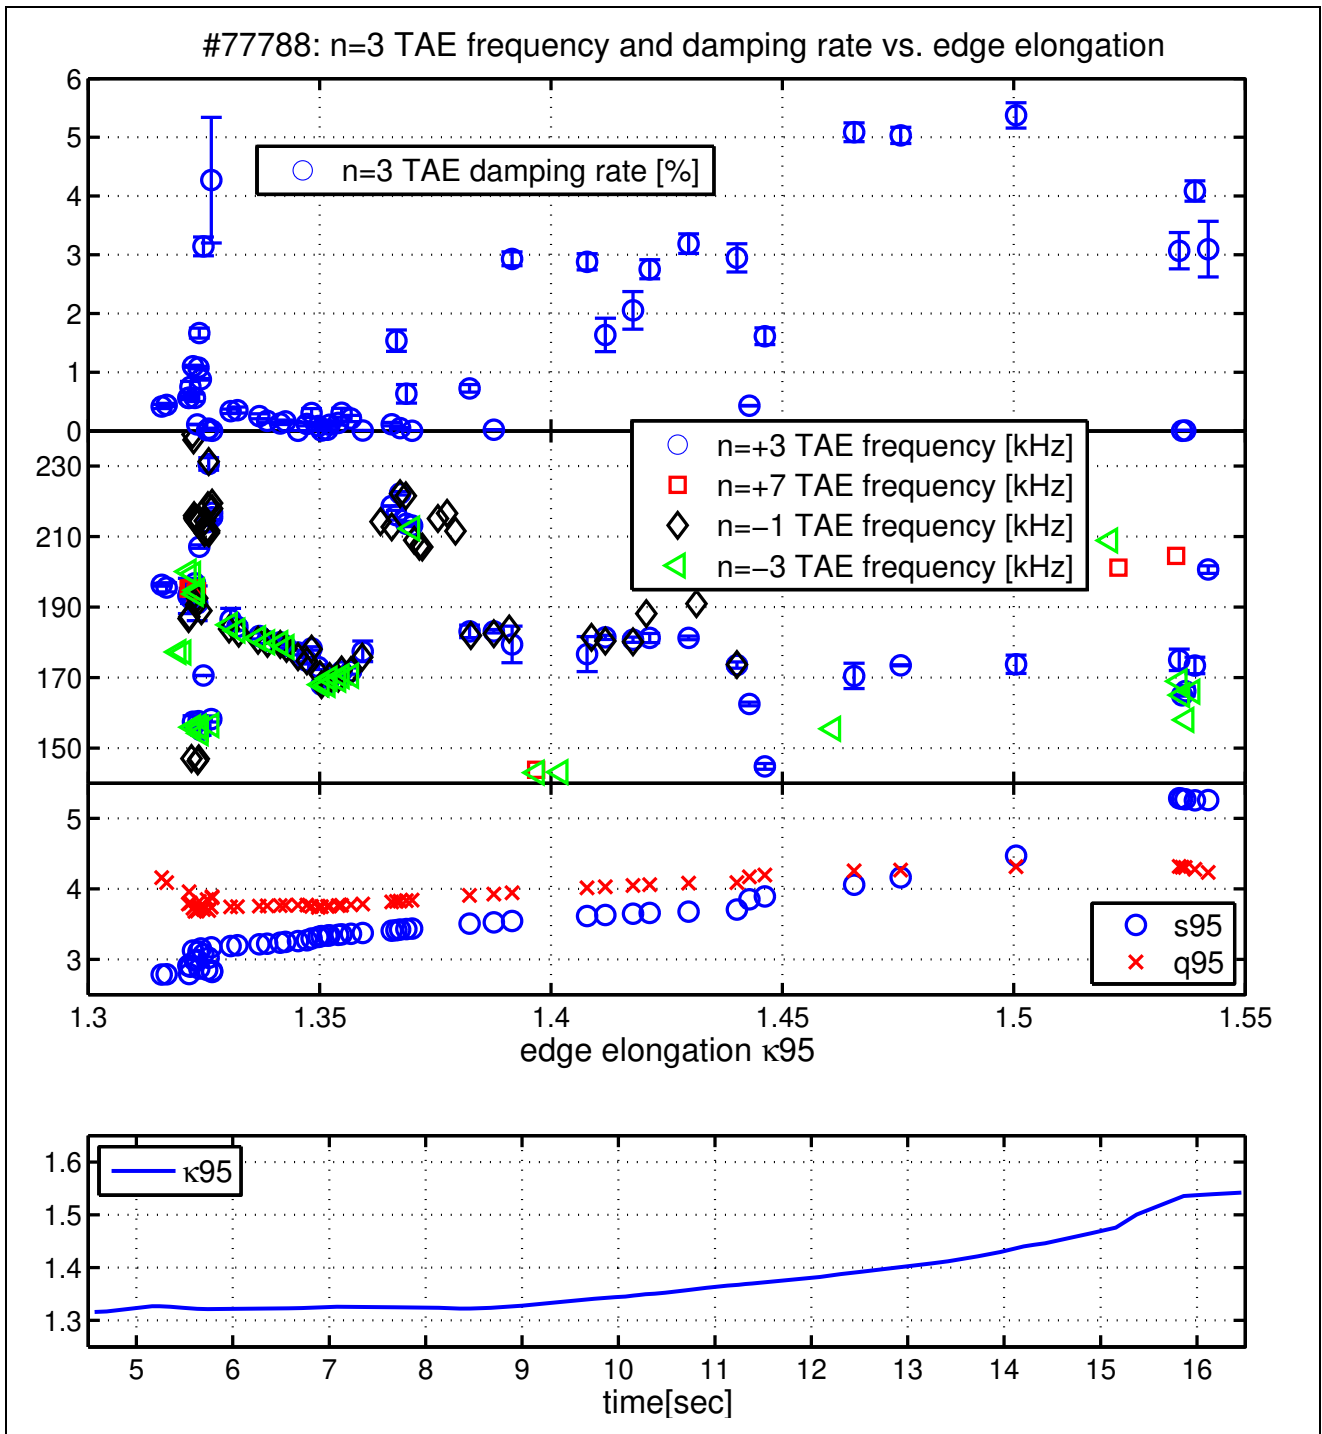 #77788: n=3 TAE frequency and damping rate vs. edge elongation
6
5
4
3
2
1
0
n=3 TAE damping rate [%]
230
210
190
170
150
n=+3 TAE frequency [kHz]
n=+7 TAE frequency [kHz]
n=−1 TAE frequency [kHz]
n=−3 TAE frequency [kHz]
5
4
3
s95
q95
1.3 1.35 1.4 1.45 1.5 1.55
edge elongation κ95
1.6
1.5
1.4
1.3
κ95
5 6 7 8 9 10 11 12 13 14 15 16
time[sec]